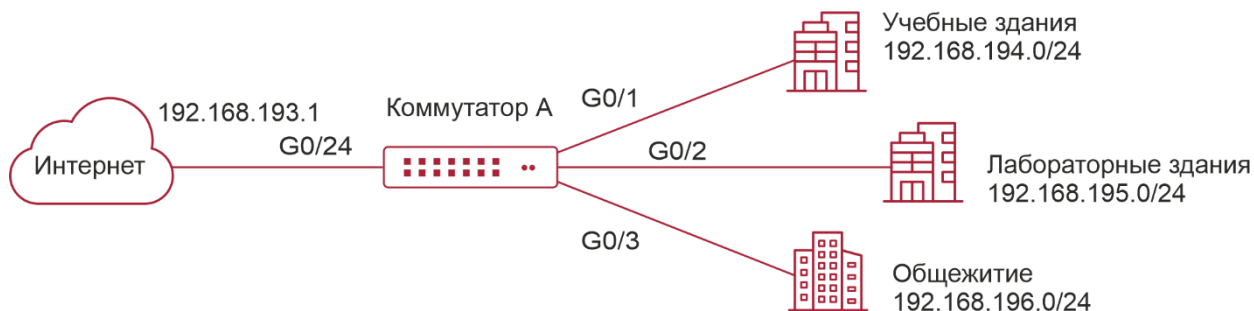 Учебные здания
192.168.194.0/24
192.168.193.1
Коммутатор А
G0/1
Интернет
G0/24
G0/2
Лабораторные здания
192.168.195.0/24
G0/3
Общежитие
192.168.196.0/24